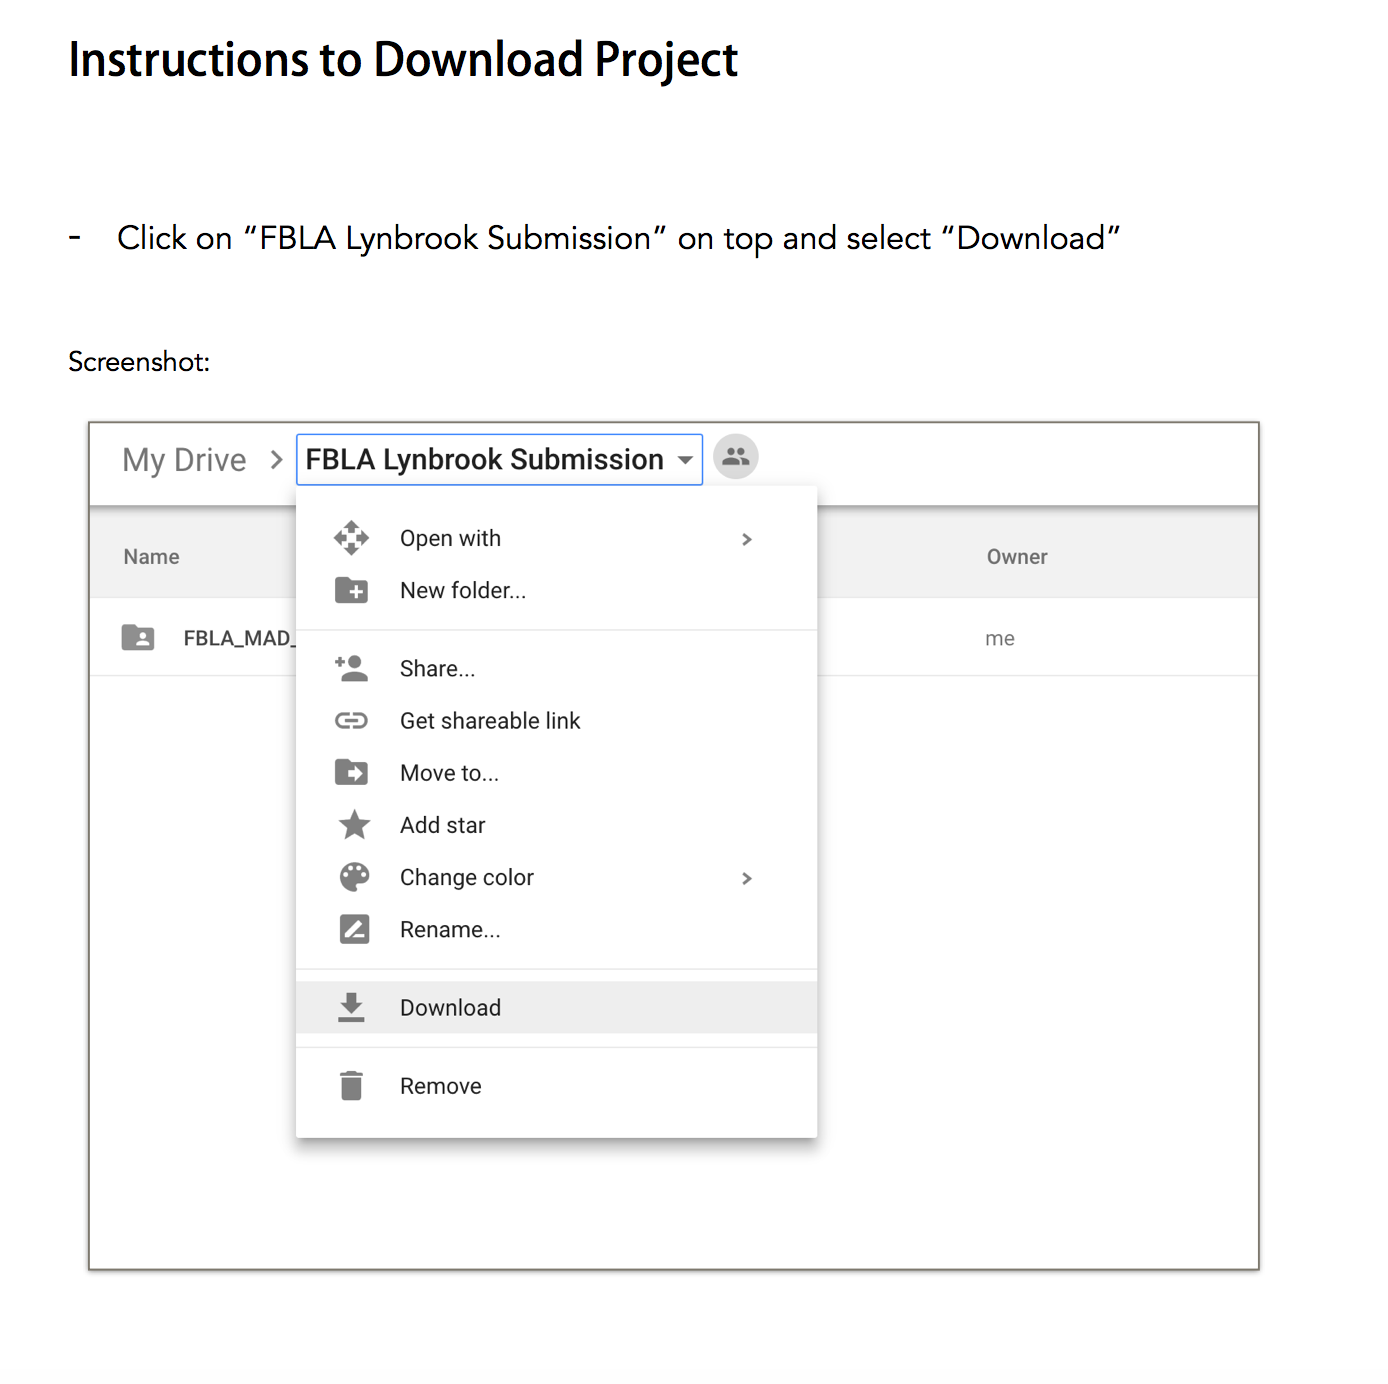 Instructions to Download Project
- Click on “FBLA Lynbrook Submission” on top and select “Download”
Screenshot:
My Drive > FBLA Lynbrook Submission
Name Owner
FBLA_MAD_ me
Open with
New folder...
Share...
Get shareable link
Move to...
Add star
Change color
Rename...
Download
Remove